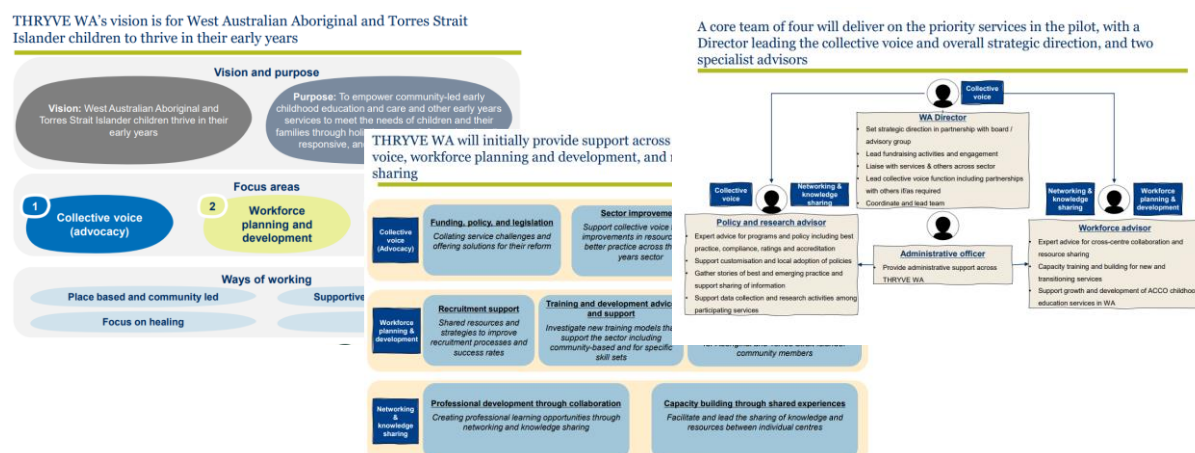 THRYVE WA's vision is for West Australian Aboriginal and Torres Strait
Islander children to thrive in their early years
Vision and purpose
Vision: West Australian Aboriginal and
Torres Strait Islander children thrive in their
early years
Purpose: To empower community-led early
childhood education and care and other early years
services to meet the needs of children and their
families through
responsive, and
Focus areas
1
Collective voice
(advocacy)
2
Workforce
planning and
development
Ways of working
Place based and community led
Supportive
Focus on healing
THRYVE WA will initially provide support across
voice, workforce planning and development, and
sharing
Collective
voice
(Advocacy)
Funding, policy, and legislation
Collating service challenges and
offering solutions for their reform
Sector
Support collective voice
improvements in
better practice across
years sector
Workforce
planning &
development
Recruitment support
Shared resources and
strategies to improve
recruitment processes and
success rates
Training and development advice
and support
Investigate new training models
support the sector including
community-based and for specific
skill sets
community members
Networking
&
knowledge
sharing
Professional development through collaboration
Creating professional learning opportunities through
networking and knowledge sharing
Capacity building through shared experiences
Facilitate and lead the sharing of knowledge and
resources between individual centres
A core team of four will deliver on the priority services in the pilot, with a
Director leading the collective voice and overall strategic direction, and two
specialist advisors
Collective
voice
WA Director
• Set strategic direction in partnership with board /
advisory group
• Lead fundraising activities and engagement
• Liaise with services & others across sector
• Lead collective voice function including partnerships
with others if/as required
• Coordinate and lead team
Collective
voice
Networking &
knowledge
sharing
Policy and research advisor
• Expert advice for programs and policy including best
practice, compliance, ratings and accreditation
• Support customisation and local adoption of policies
• Gather stories of best and emerging practice and
support sharing of information
• Support data collection and research activities among
participating services
Administrative officer
• Provide administrative support across
THRYVE WA
Networking &
knowledge
sharing
Workforce
planning &
development
Workforce advisor
• Expert advice for cross-centre collaboration and
resource sharing
• Capacity training and building for new and
transitioning services
• Support growth and development of ACCO childhood
education services in WA